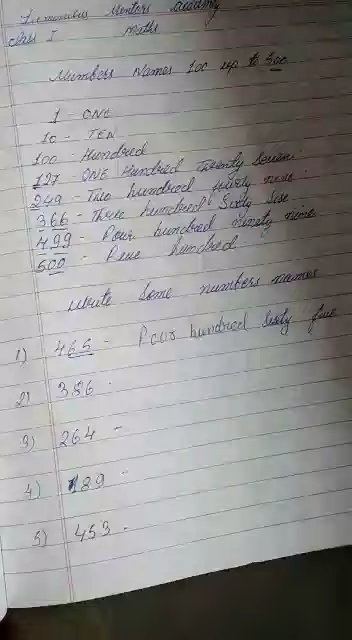 Luminous Mentors Academy
Class I Maths
Numbers Names 100 up to 500
1 - ONE
10 - TEN
100 - Hundred
127 - ONE Hundred Twenty Seven
249 - Two hundred fourty nine
366 - Three hundred Sixty Six
499 - Four hundred ninety nine
500 - Five hundred
Write Some numbers names
1) 465 - Four hundred Sixty five
2) 386
3) 264 -
4) 129 -
5) 453 -